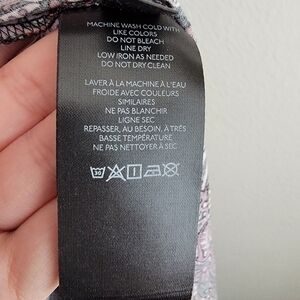 MACHINE WASH COLD WITH
LIKE COLORS
DO NOT BLEACH
LINE DRY
LOW IRON AS NEEDED
DO NOT DRY CLEAN
LAVER À LA MACHINE À L'EAU
FROIDE AVEC COULEURS
SIMILAIRES
NE PAS BLANCHIR
LIGNE SEC
REPASSER, AU BESOIN, À TRÉS
BASSE TEMPÉRATURE
NE PAS NETTOYER À SEC
30